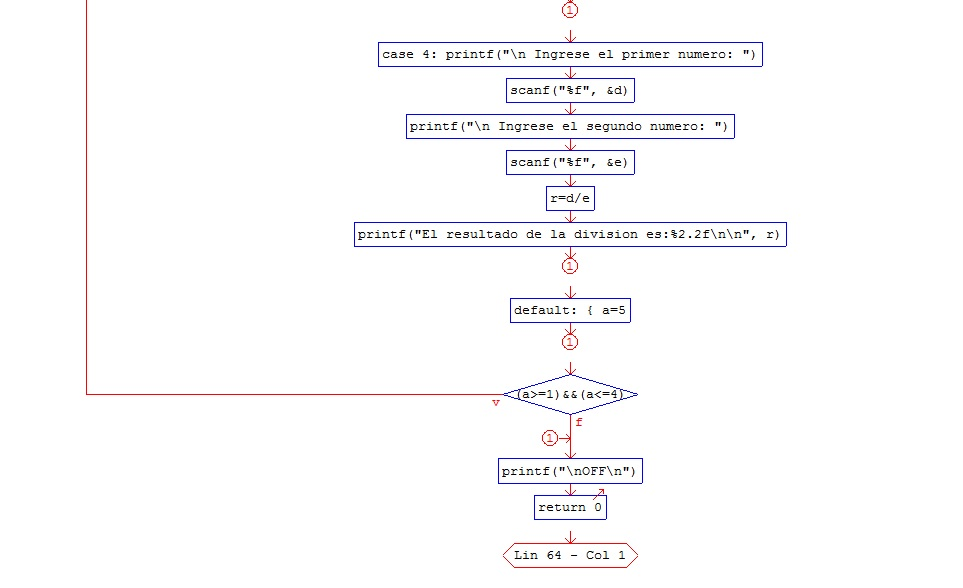 1
case 4: printf("\n Ingrese el primer numero: ")
scanf("%f", &d)
printf("\n Ingrese el segundo numero: ")
scanf("%f", &e)
r=d/e
printf("El resultado de la division es:%2.2f\n\n", r)
1
default: { a=5
1
(a>=1)&&(a<=4)
v
f
1
printf("\nOFF\n")
return 0
Lin 64 - Col 1